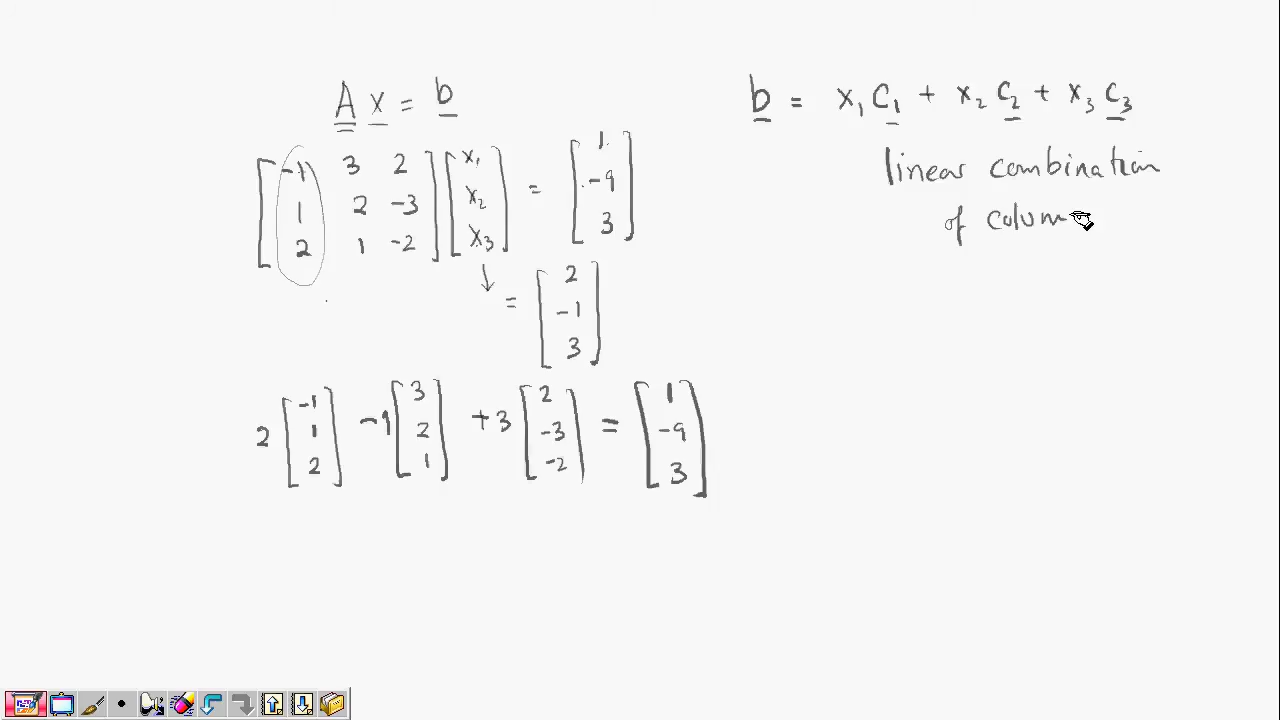 A x = b
b = x₁ C₁ + x₂ C₂ + x₃ C₃
linear combination
of colum
[-1 3 2; 1 2 -3; 2 1 -2] [x₁; x₂; x₃] = [1; -9; 3]
↓ = [2; -1; 3]
2 [-1; 1; 2] -1 [3; 2; 1] + 3 [2; -3; -2] = [1; -9; 3]